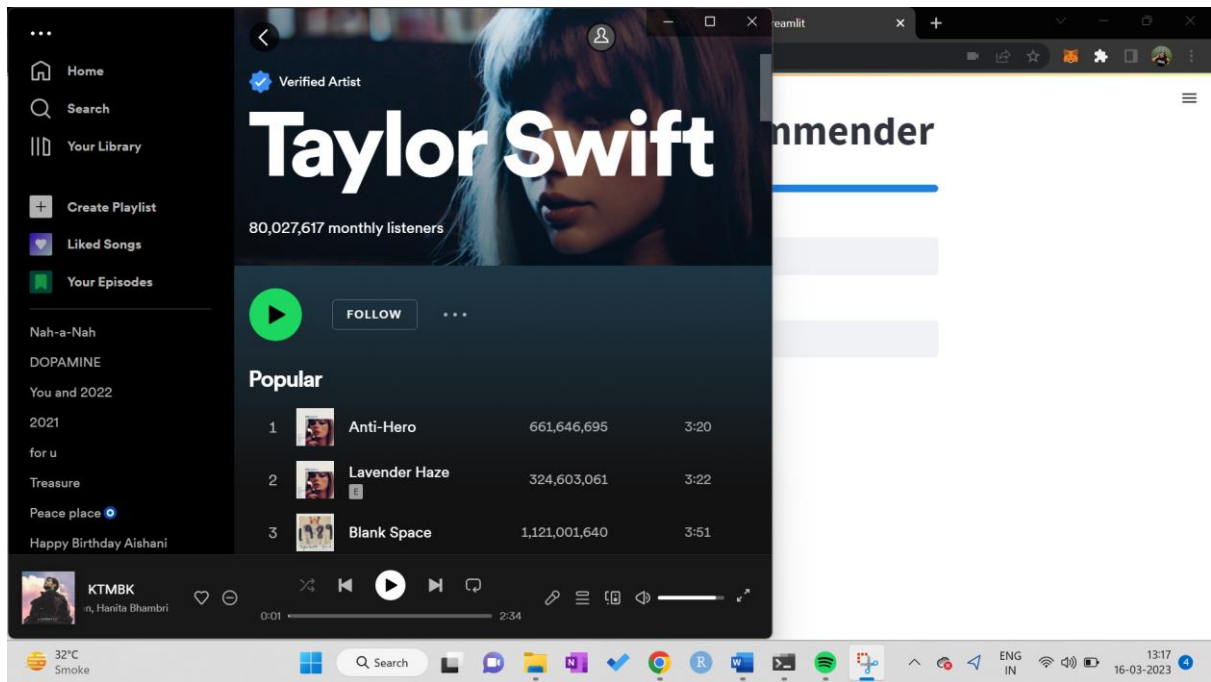 Home
Search
Your Library
Create Playlist
Liked Songs
Your Episodes
Nah-a-Nah
DOPAMINE
You and 2022
2021
for u
Treasure
Peace place
Happy Birthday Aishani
Verified Artist
Taylor Swift
80,027,617 monthly listeners
FOLLOW
Popular
1 Anti-Hero 661,646,695 3:20
2 Lavender Haze 324,603,061 3:22
E
3 Blank Space 1,121,001,640 3:51
1989
KTMBK
n, Hanita Bhambri
0:01 2:34
reamlit
mmender
32°C
Smoke
Search
ENG
IN
13:17
16-03-2023
4